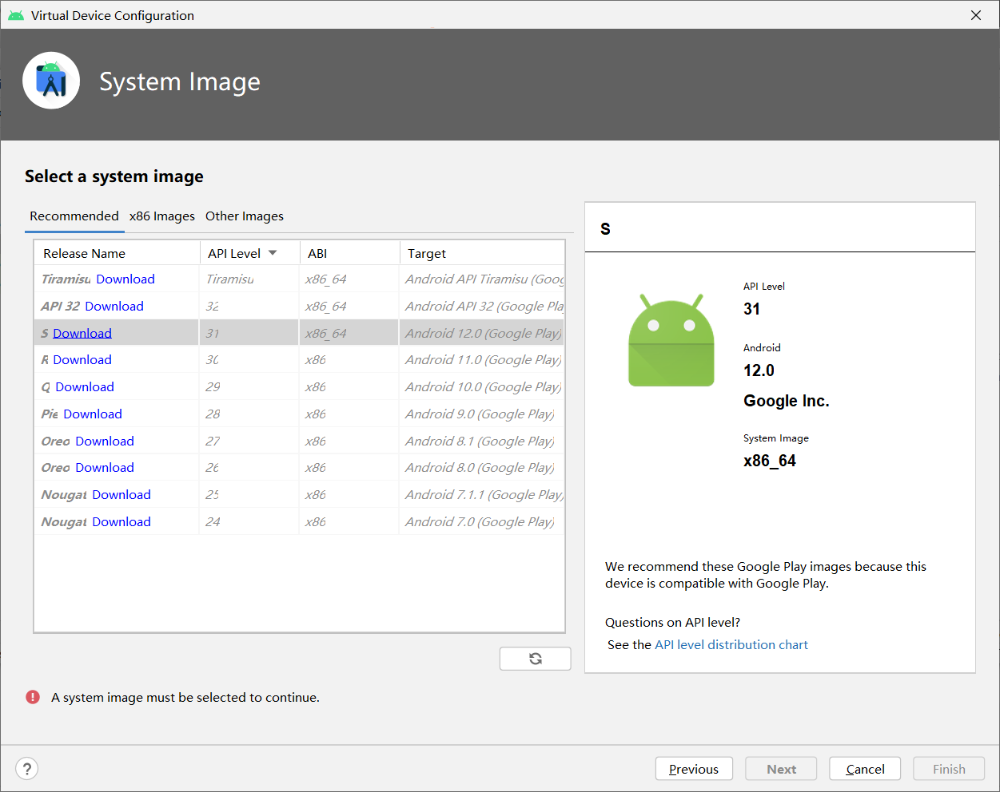 Virtual Device Configuration
System Image
Select a system image
Recommended x86 Images Other Images
Release Name API Level ABI Target
Tiramisu Download Tiramisu x86_64 Android API Tiramisu (Goog
API 32 Download 32 x86_64 Android API 32 (Google Pla
S Download 31 x86_64 Android 12.0 (Google Play)
R Download 30 x86 Android 11.0 (Google Play)
Q Download 29 x86 Android 10.0 (Google Play)
Pie Download 28 x86 Android 9.0 (Google Play)
Oreo Download 27 x86 Android 8.1 (Google Play)
Oreo Download 26 x86 Android 8.0 (Google Play)
Nougat Download 25 x86 Android 7.1.1 (Google Play)
Nougat Download 24 x86 Android 7.0 (Google Play)
S
API Level
31
Android
12.0
Google Inc.
System Image
x86_64
We recommend these Google Play images because this
device is compatible with Google Play.
Questions on API level?
See the API level distribution chart
A system image must be selected to continue.
? Previous Next Cancel Finish